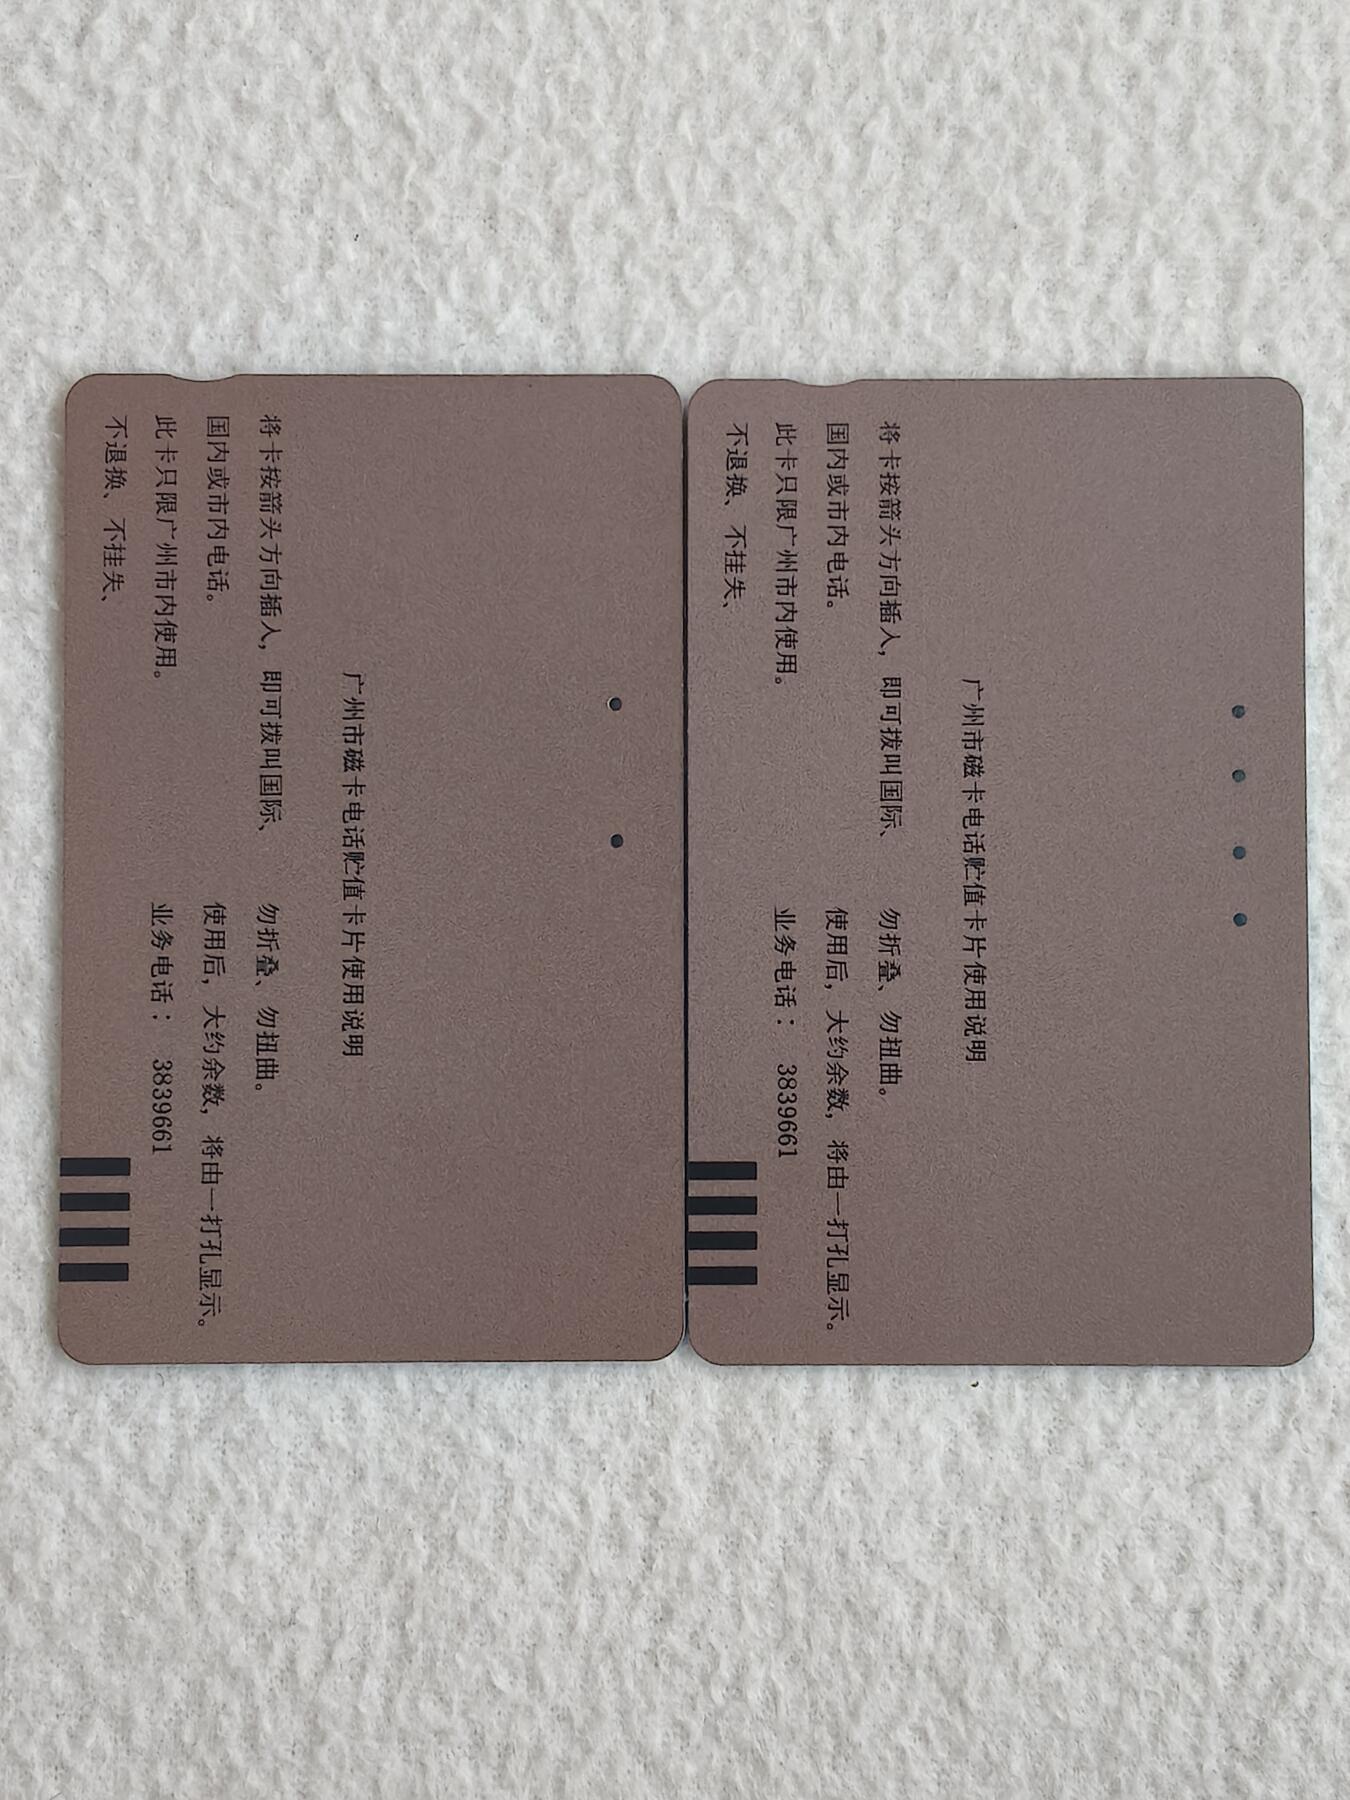 广州市磁卡电话贮值卡片使用说明
将卡按箭头方向插入，即可拨叫国际、
国内或市内电话。
此卡只限广州市内使用。
不退换、不挂失、
勿折叠、勿扭曲。
使用后，大约余数，将由一打孔显示。
业务电话： 3839661
广州市磁卡电话贮值卡片使用说明
将卡按箭头方向插入，即可拨叫国际、
国内或市内电话。
此卡只限广州市内使用。
不退换、不挂失、
勿折叠、勿扭曲。
使用后，大约余数，将由一打孔显示。
业务电话： 3839661